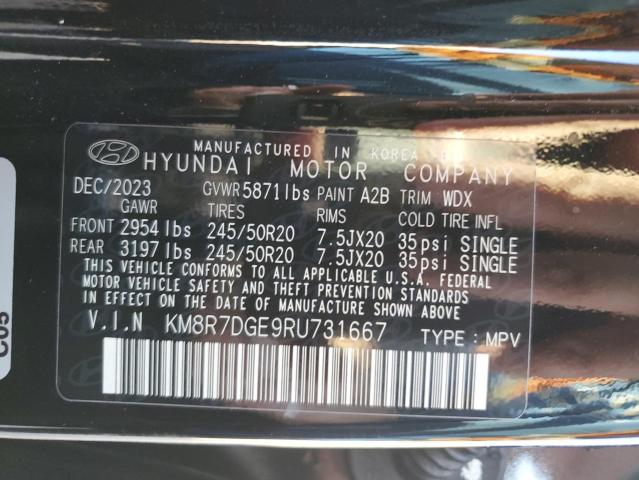 MANUFACTURED IN KOREA BY
HYUNDAI MOTOR COMPANY
DEC/2023 GVWR 5871lbs PAINT A2B TRIM WDX
GAWR TIRES RIMS COLD TIRE INFL
FRONT 2954 lbs 245/50R20 7.5JX20 35psi SINGLE
REAR 3197 lbs 245/50R20 7.5JX20 35psi SINGLE
THIS VEHICLE CONFORMS TO ALL APPLICABLE U.S.A. FEDERAL
MOTOR VEHICLE SAFETY AND THEFT PREVENTION STANDARDS
IN EFFECT ON THE DATE OF MANUFACTURE SHOWN ABOVE
V.I.N KM8R7DGE9RU731667 TYPE : MPV
C05